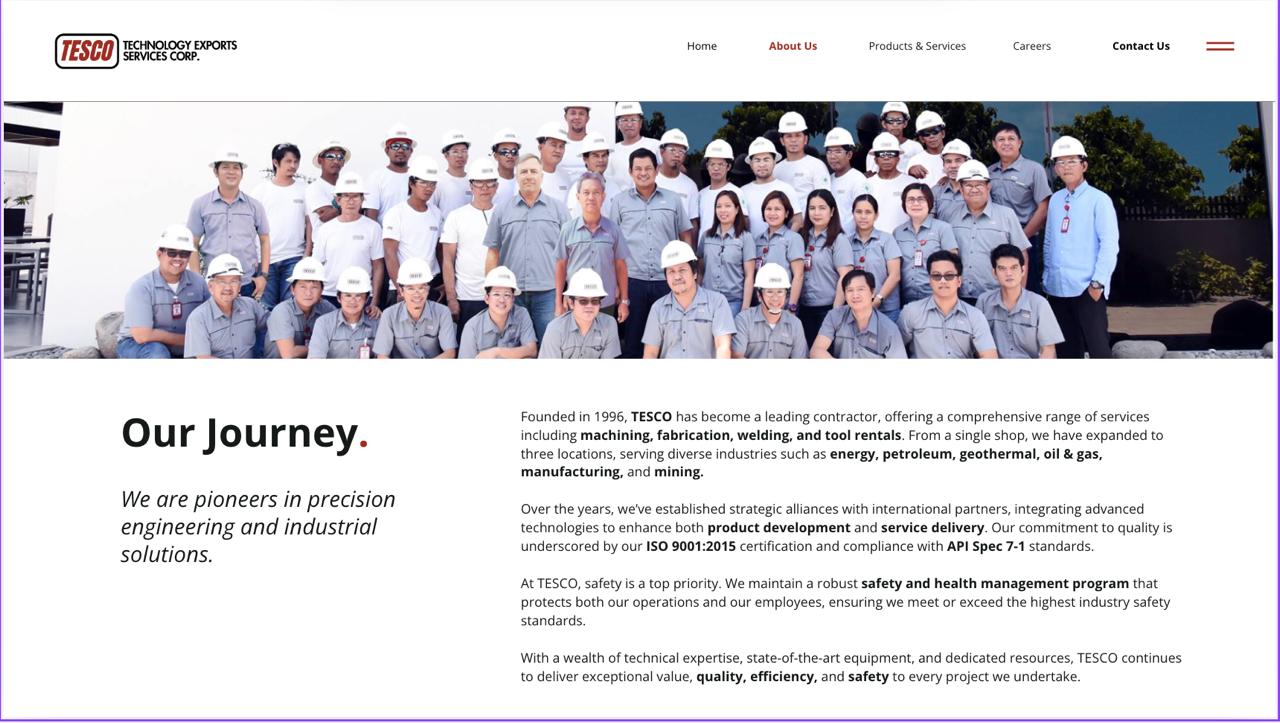 TESCO TECHNOLOGY EXPORTS
SERVICES CORP.
Home About Us Products & Services Careers Contact Us
Our Journey.
We are pioneers in precision
engineering and industrial
solutions.
Founded in 1996, TESCO has become a leading contractor, offering a comprehensive range of services
including machining, fabrication, welding, and tool rentals. From a single shop, we have expanded to
three locations, serving diverse industries such as energy, petroleum, geothermal, oil & gas,
manufacturing, and mining.
Over the years, we've established strategic alliances with international partners, integrating advanced
technologies to enhance both product development and service delivery. Our commitment to quality is
underscored by our ISO 9001:2015 certification and compliance with API Spec 7-1 standards.
At TESCO, safety is a top priority. We maintain a robust safety and health management program that
protects both our operations and our employees, ensuring we meet or exceed the highest industry safety
standards.
With a wealth of technical expertise, state-of-the-art equipment, and dedicated resources, TESCO continues
to deliver exceptional value, quality, efficiency, and safety to every project we undertake.